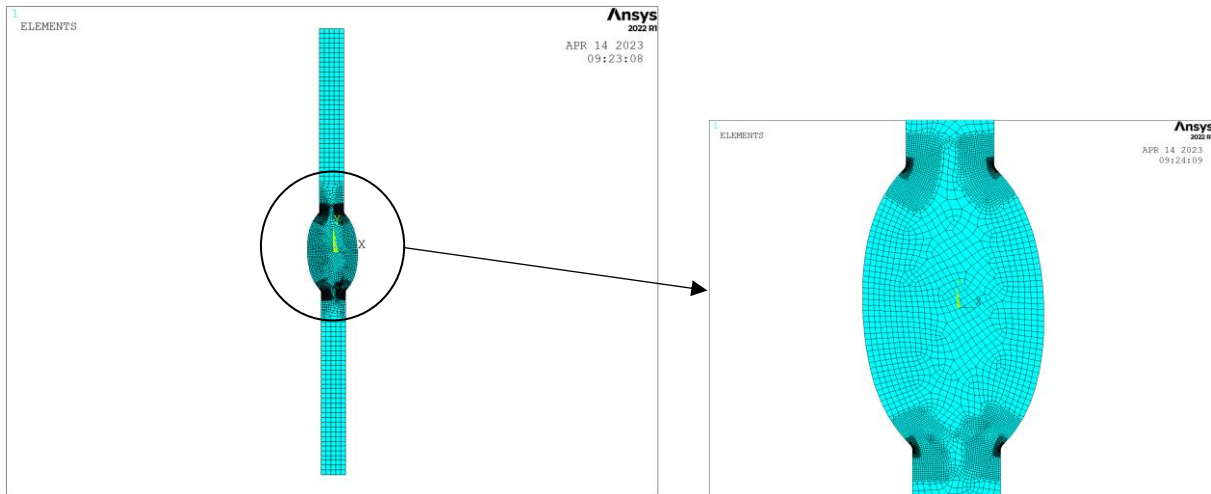 1
ELEMENTS
Ansys
2022 R1
APR 14 2023
09:23:08
Y
X
1
ELEMENTS
Ansys
2022 R
APR 14 2023
09:24:09
X